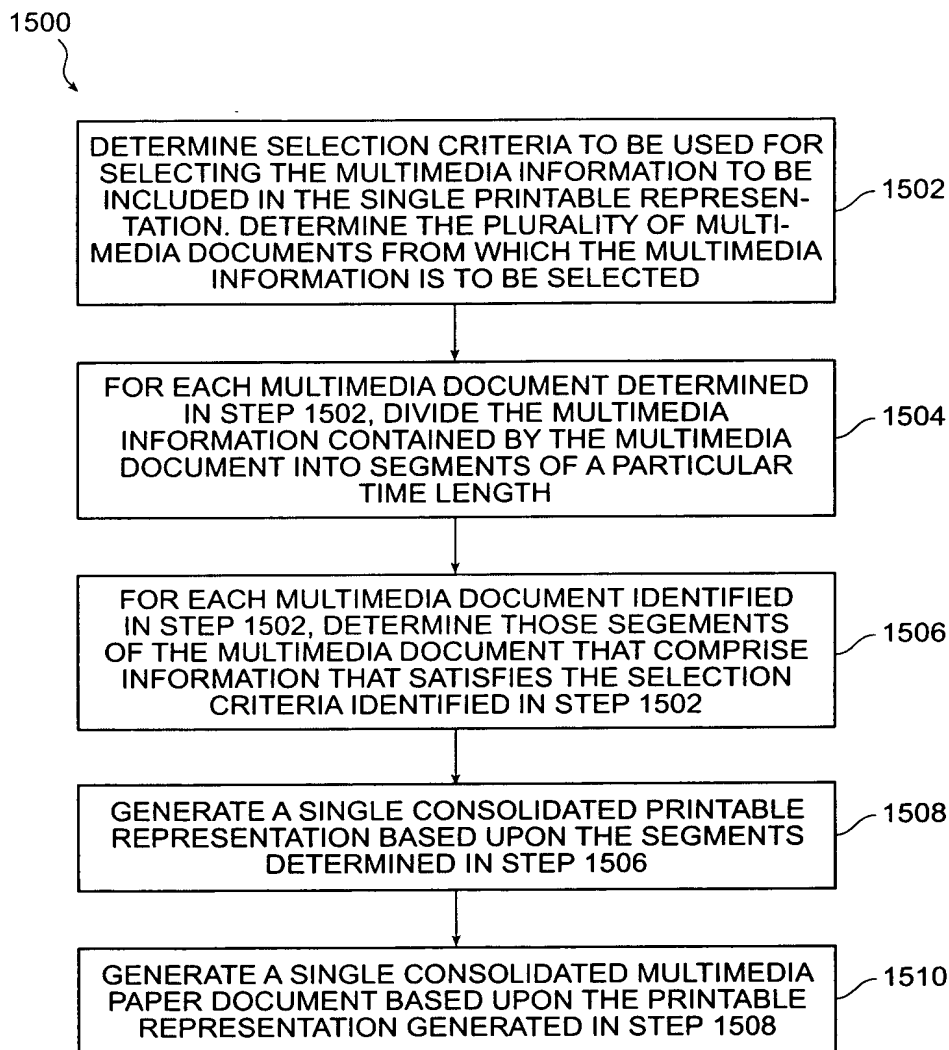 1500
DETERMINE SELECTION CRITERIA TO BE USED FOR
SELECTING THE MULTIMEDIA INFORMATION TO BE
INCLUDED IN THE SINGLE PRINTABLE REPRESEN-
TATION. DETERMINE THE PLURALITY OF MULTI-
MEDIA DOCUMENTS FROM WHICH THE MULTIMEDIA
INFORMATION IS TO BE SELECTED
1502
FOR EACH MULTIMEDIA DOCUMENT DETERMINED
IN STEP 1502, DIVIDE THE MULTIMEDIA
INFORMATION CONTAINED BY THE MULTIMEDIA
DOCUMENT INTO SEGMENTS OF A PARTICULAR
TIME LENGTH
1504
FOR EACH MULTIMEDIA DOCUMENT IDENTIFIED
IN STEP 1502, DETERMINE THOSE SEGEMENTS
OF THE MULTIMEDIA DOCUMENT THAT COMPRISE
INFORMATION THAT SATISFIES THE SELECTION
CRITERIA IDENTIFIED IN STEP 1502
1506
GENERATE A SINGLE CONSOLIDATED PRINTABLE
REPRESENTATION BASED UPON THE SEGMENTS
DETERMINED IN STEP 1506
1508
GENERATE A SINGLE CONSOLIDATED MULTIMEDIA
PAPER DOCUMENT BASED UPON THE PRINTABLE
REPRESENTATION GENERATED IN STEP 1508
1510